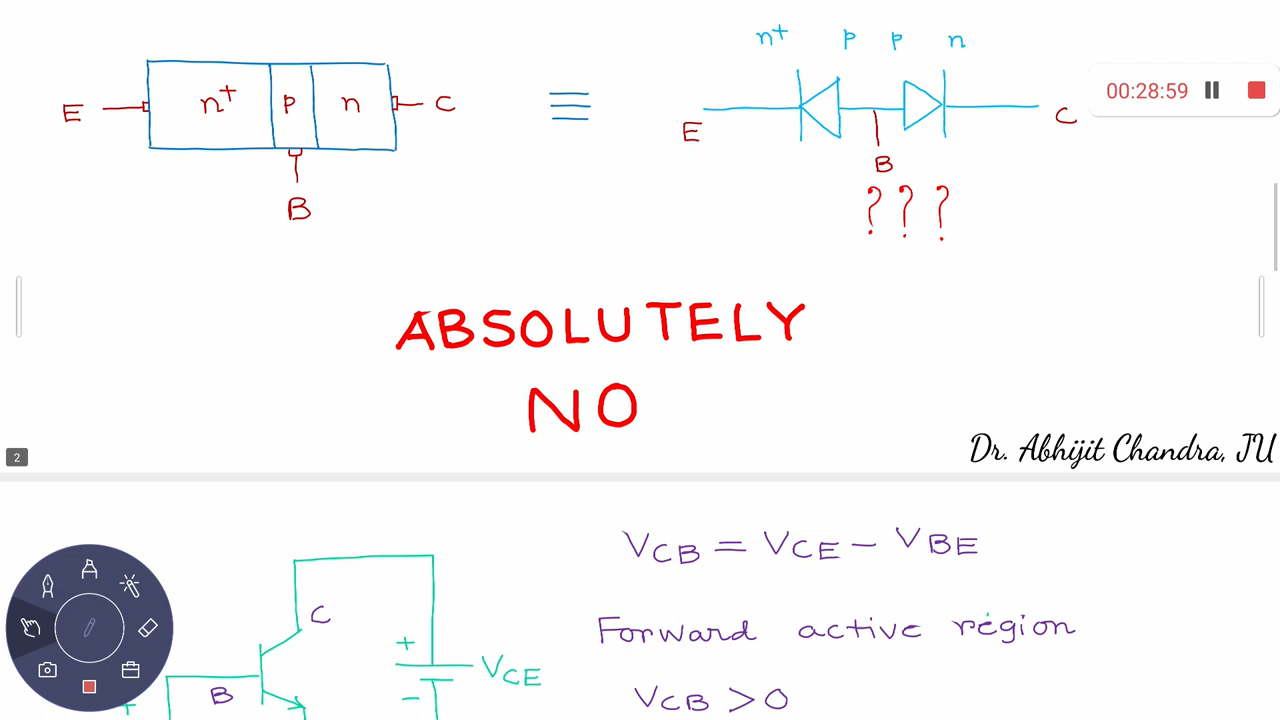 n+ p p n
00:28:59
E n+ p n C ≡ E B C
B
? ? ?
ABSOLUTELY
NO
Dr. Abhijit Chandra, JU
2
VCB = VCE - VBE
C
Forward active region
+
VCE
B
-
VCB > 0
+